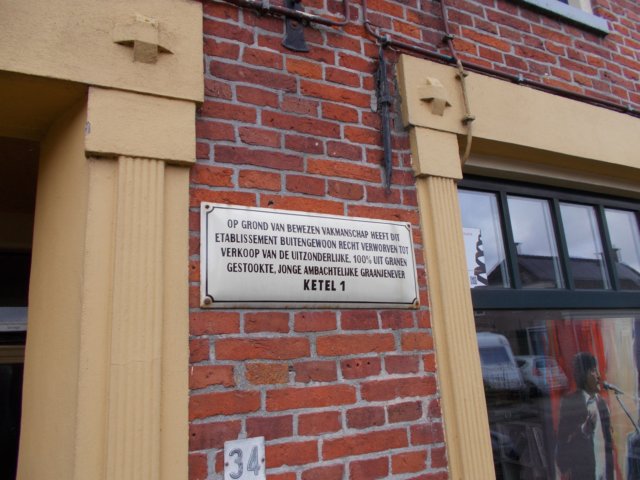 OP GROND VAN BEWEZEN VAKMANSCHAP HEEFT DIT
ETABLISSEMENT BUITENGEWOON RECHT VERWORVEN TOT
VERKOOP VAN DE UITZONDERLIJKE, 100% UIT GRANEN
GESTOOKTE, JONGE AMBACHTELIJKE GRAANJENEVER
KETEL 1
34